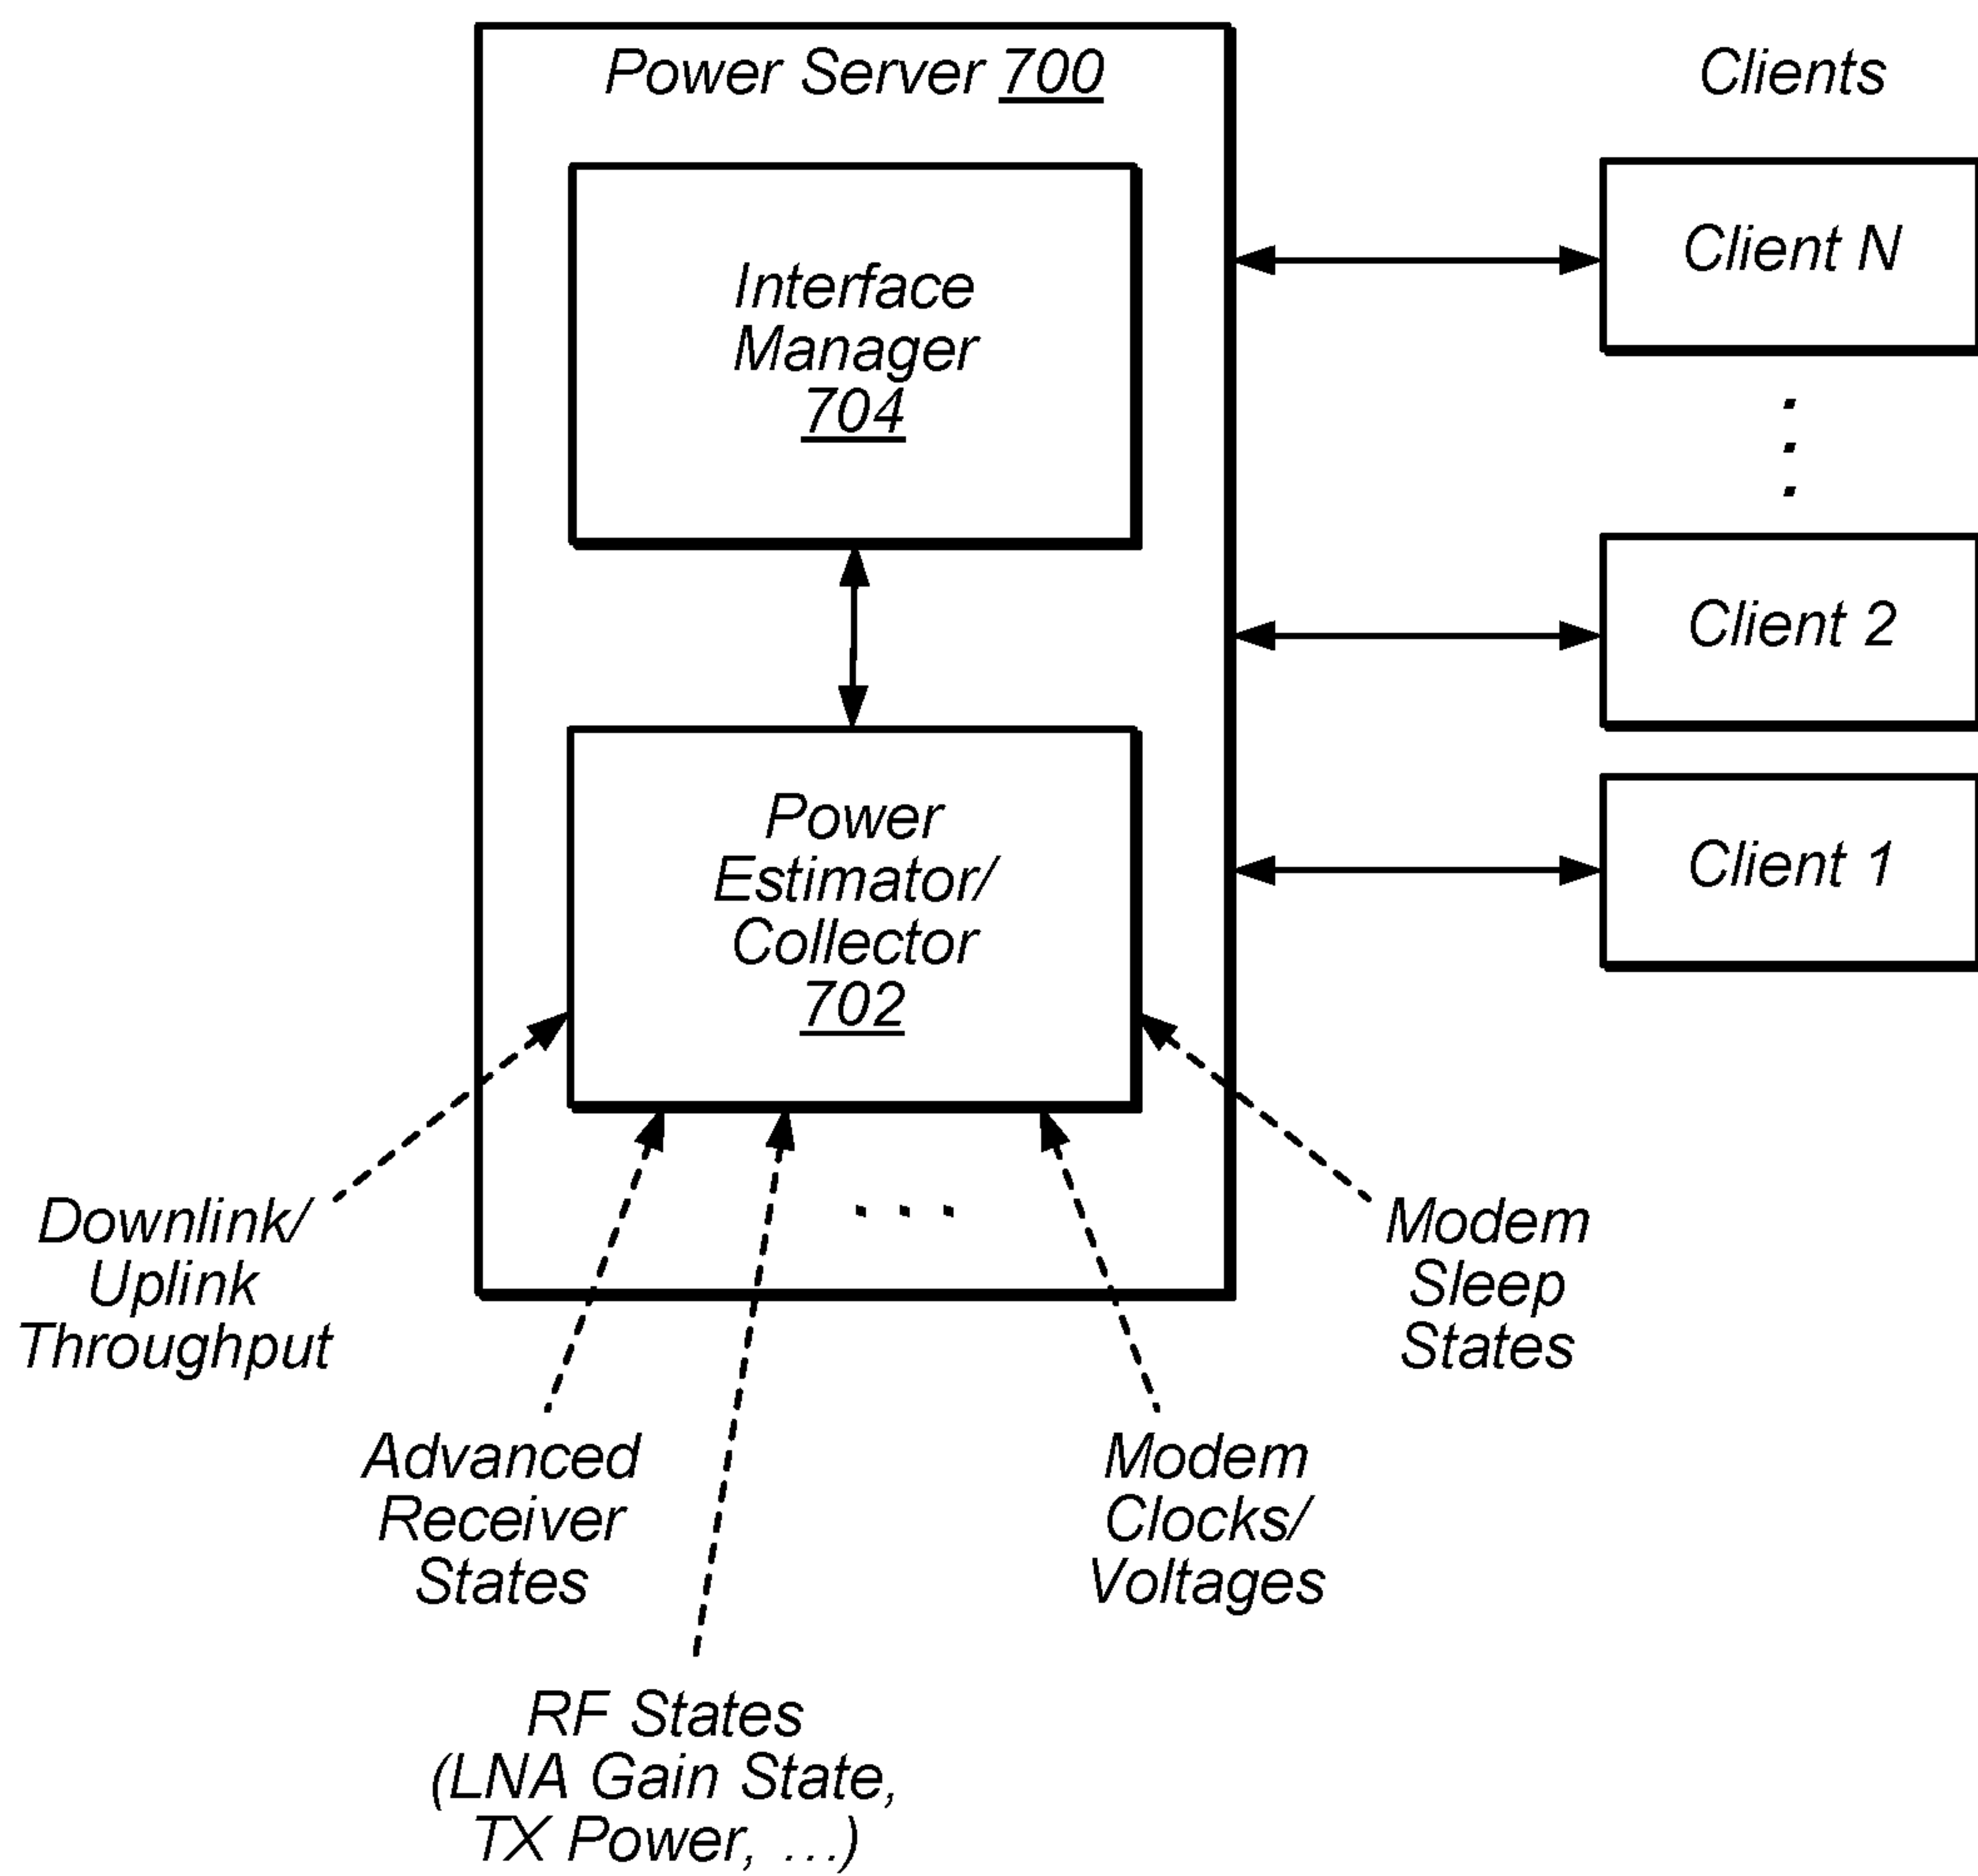 Power Server 700
Clients
Interface
Manager
704
Client N
Client 2
Power
Estimator/
Collector
702
Client 1
Downlink/
Uplink
Throughput
Modem
Sleep
States
Advanced
Receiver
States
Modem
Clocks/
Voltages
RF States
(LNA Gain State,
TX Power, ...)